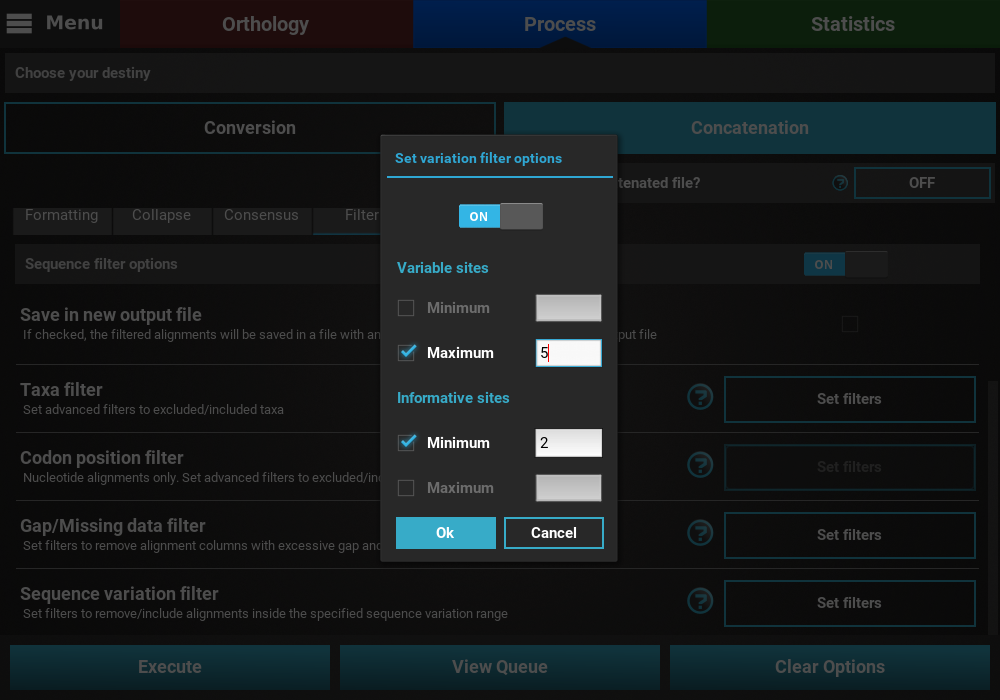 Menu
Orthology
Process
Statistics
Choose your destiny
Conversion
Concatenation
Set variation filter options
tenated file?
?
OFF
Formatting
Collapse
Consensus
Filter
ON
Sequence filter options
ON
Variable sites
Save in new output file
Minimum
If checked, the filtered alignments will be saved in a file with an
put file
Maximum
5
Taxa filter
Set advanced filters to excluded/included taxa
Informative sites
?
Set filters
Minimum
2
Codon position filter
Nucleotide alignments only. Set advanced filters to excluded/in
?
Set filters
Maximum
Gap/Missing data filter
Set filters to remove alignment columns with excessive gap and
Ok
Cancel
?
Set filters
Sequence variation filter
Set filters to remove/include alignments inside the specified sequence variation range
?
Set filters
Execute
View Queue
Clear Options